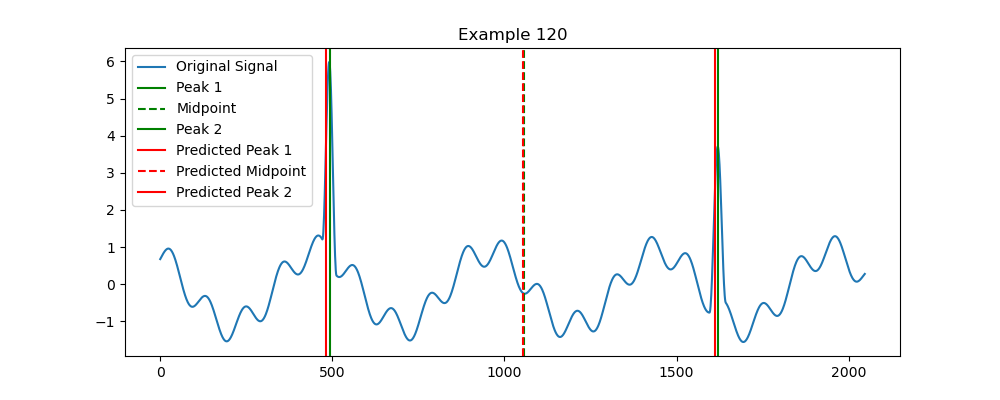 Example 120
Original Signal
Peak 1
Midpoint
Peak 2
Predicted Peak 1
Predicted Midpoint
Predicted Peak 2
6
5
4
3
2
1
0
−1
0 500 1000 1500 2000